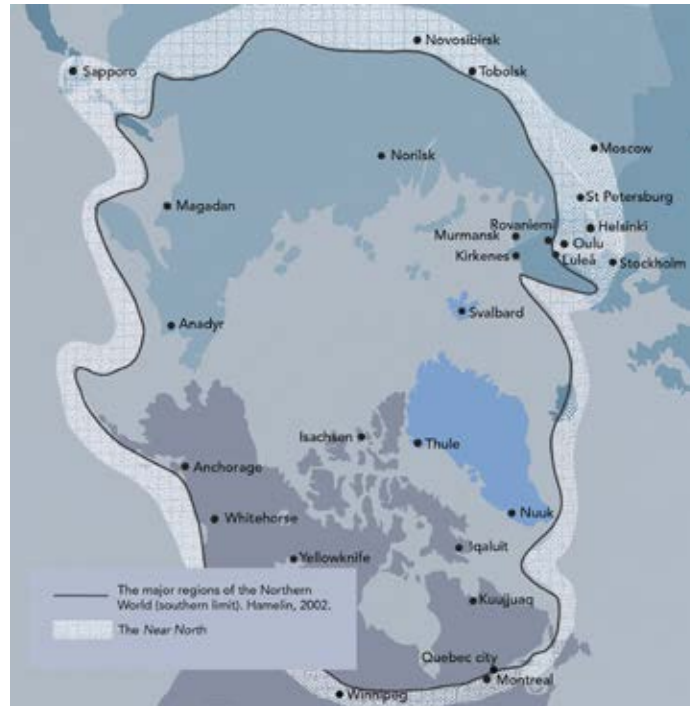 Novosibirsk
Sapporo
Tobolsk
Moscow
Norilsk
St Petersburg
Magadan
Rovaniemi
Helsinki
Murmansk
Oulu
Kirkenes
Luleå
Stockholm
Svalbard
Anadyr
Isachsen
Thule
Anchorage
Nuuk
Whitehorse
Iqaluit
Yellowknife
The major regions of the Northern
World (southern limit). Hamelin, 2002.
Kuujjuaq
The Near North
Quebec city
Montreal
Winnipeg